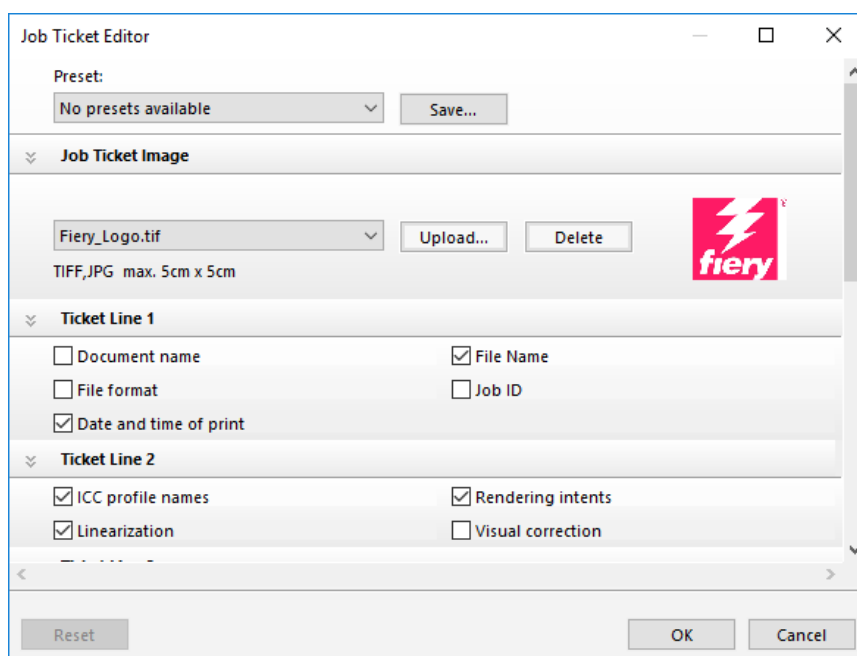 Job Ticket Editor
Preset:
No presets available
Save...
Job Ticket Image
Fiery_Logo.tif
Upload...
Delete
TIFF,JPG max. 5cm x 5cm
fiery
Ticket Line 1
Document name
File Name
File format
Job ID
Date and time of print
Ticket Line 2
ICC profile names
Rendering intents
Linearization
Visual correction
Reset
OK
Cancel